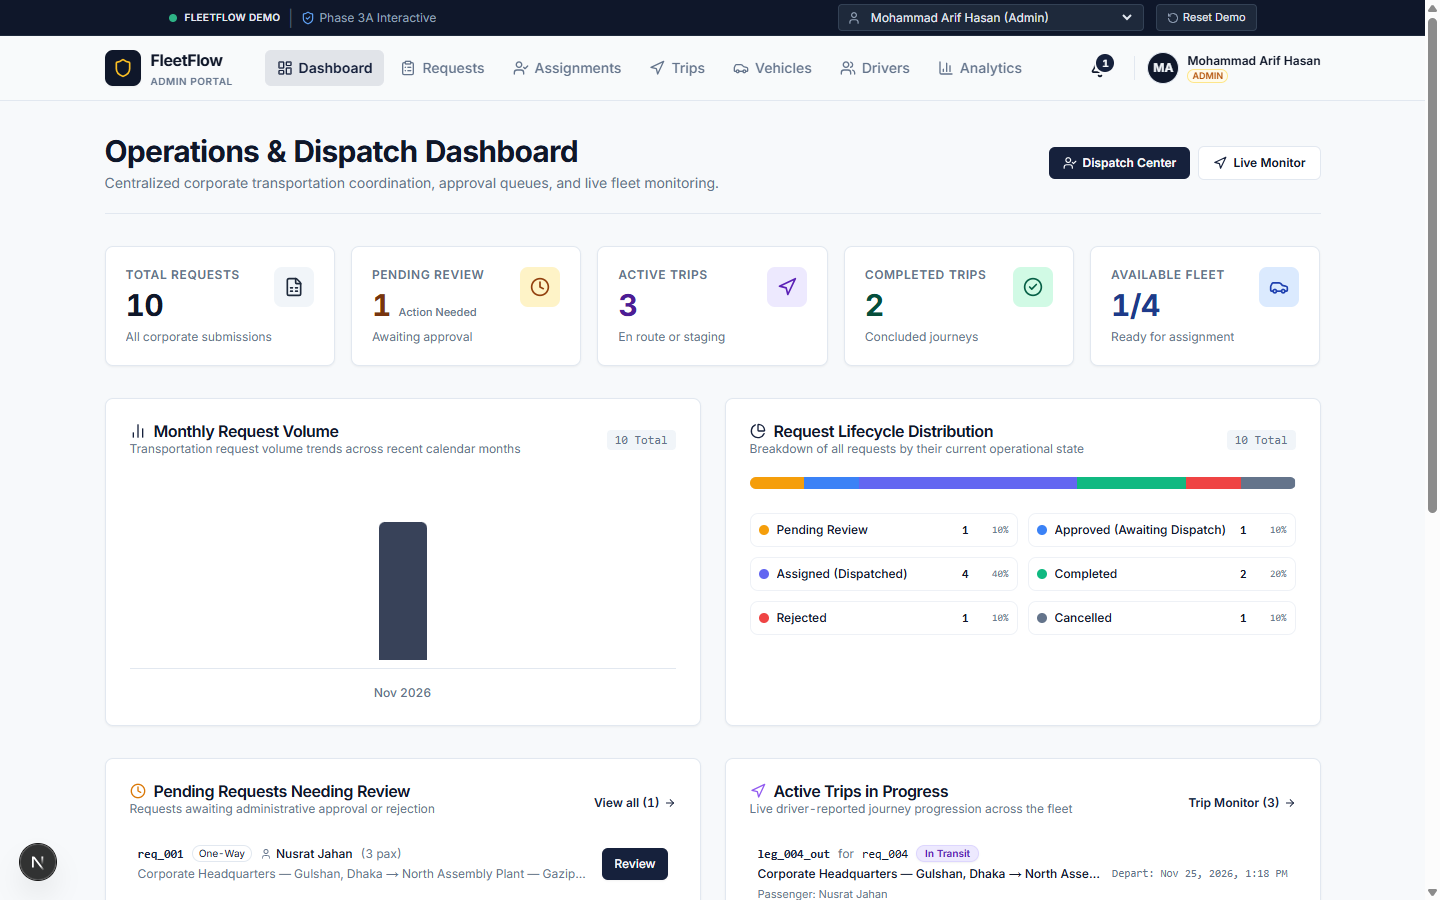 FLEETFLOW DEMO Phase 3A Interactive Mohammad Arif Hasan (Admin) Reset Demo
FleetFlow
ADMIN PORTAL
Dashboard Requests Assignments Trips Vehicles Drivers Analytics
1
MA
Mohammad Arif Hasan
ADMIN
Operations & Dispatch Dashboard
Centralized corporate transportation coordination, approval queues, and live fleet monitoring.
Dispatch Center Live Monitor
TOTAL REQUESTS
10
All corporate submissions
PENDING REVIEW
1 Action Needed
Awaiting approval
ACTIVE TRIPS
3
En route or staging
COMPLETED TRIPS
2
Concluded journeys
AVAILABLE FLEET
1/4
Ready for assignment
Monthly Request Volume
Transportation request volume trends across recent calendar months
10 Total
Nov 2026
Request Lifecycle Distribution
Breakdown of all requests by their current operational state
10 Total
Pending Review 1 10%
Approved (Awaiting Dispatch) 1 10%
Assigned (Dispatched) 4 40%
Completed 2 20%
Rejected 1 10%
Cancelled 1 10%
Pending Requests Needing Review
Requests awaiting administrative approval or rejection
View all (1) →
req_001 One-Way Nusrat Jahan (3 pax)
Corporate Headquarters — Gulshan, Dhaka → North Assembly Plant — Gazip...
Review
Active Trips in Progress
Live driver-reported journey progression across the fleet
Trip Monitor (3) →
leg_004_out for req_004 In Transit
Corporate Headquarters — Gulshan, Dhaka → North Asse... Depart: Nov 25, 2026, 1:18 PM
Passenger: Nusrat Jahan
N